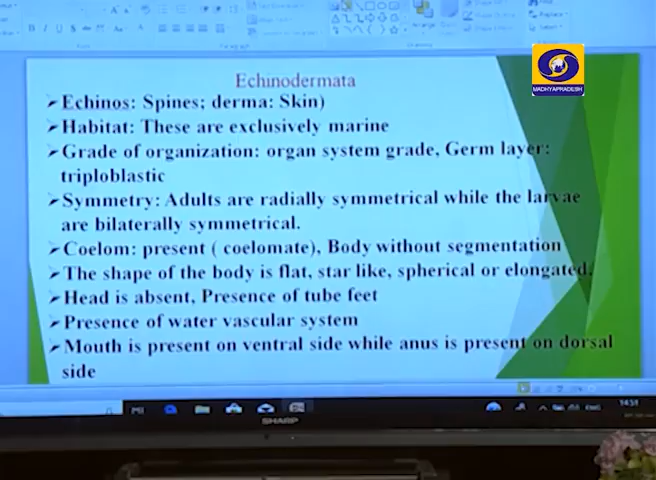 MADHYAPRADESH
Echinodermata
➤Echinos: Spines; derma: Skin)
➤Habitat: These are exclusively marine
➤Grade of organization: organ system grade, Germ layer:
triploblastic
➤Symmetry: Adults are radially symmetrical while the larvae
are bilaterally symmetrical.
➤Coelom: present ( coelomate), Body without segmentation
➤The shape of the body is flat, star like, spherical or elongated.
➤Head is absent, Presence of tube feet
➤Presence of water vascular system
➤Mouth is present on ventral side while anus is present on dorsal
side
14:51
SHARP